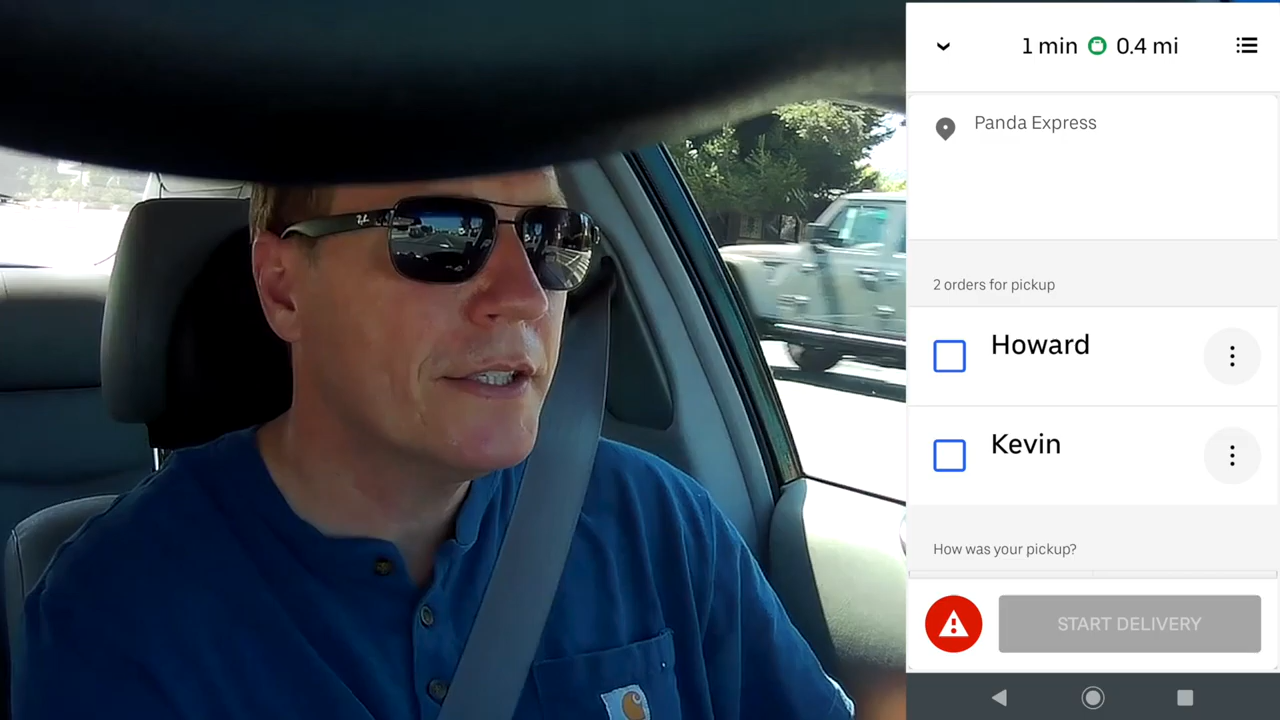 1 min 0.4 mi
Panda Express
2 orders for pickup
Howard
Kevin
How was your pickup?
START DELIVERY